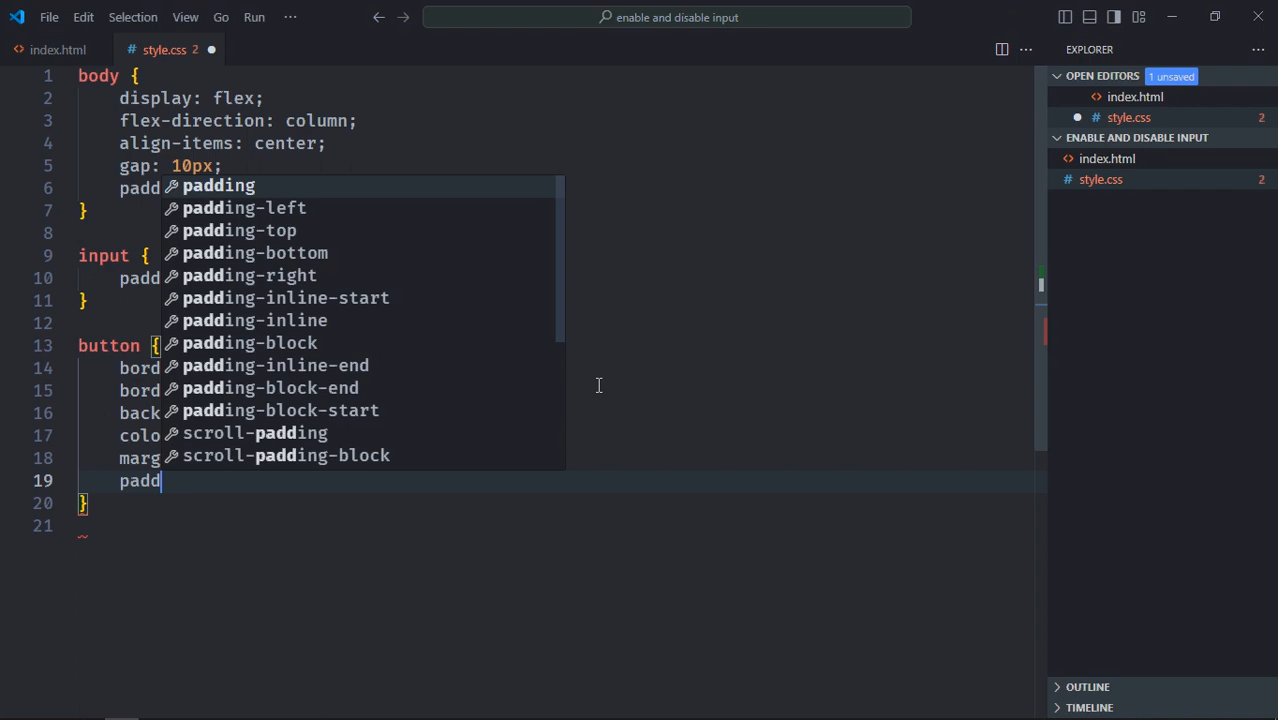 File Edit Selection View Go Run ··· enable and disable input
index.html style.css 2 EXPLORER
OPEN EDITORS 1 unsaved
index.html
style.css 2
ENABLE AND DISABLE INPUT
index.html
style.css 2
1 body {
2 display: flex;
3 flex-direction: column;
4 align-items: center;
5 gap: 10px;
6 padd
7 }
8
9 input {
10 padd
11 }
12
13 button {
14 bord
15 bord
16 back
17 colo
18 marg
19 padd
20 }
21
padding
padding-left
padding-top
padding-bottom
padding-right
padding-inline-start
padding-inline
padding-block
padding-inline-end
padding-block-end
padding-block-start
scroll-padding
scroll-padding-block
OUTLINE
TIMELINE